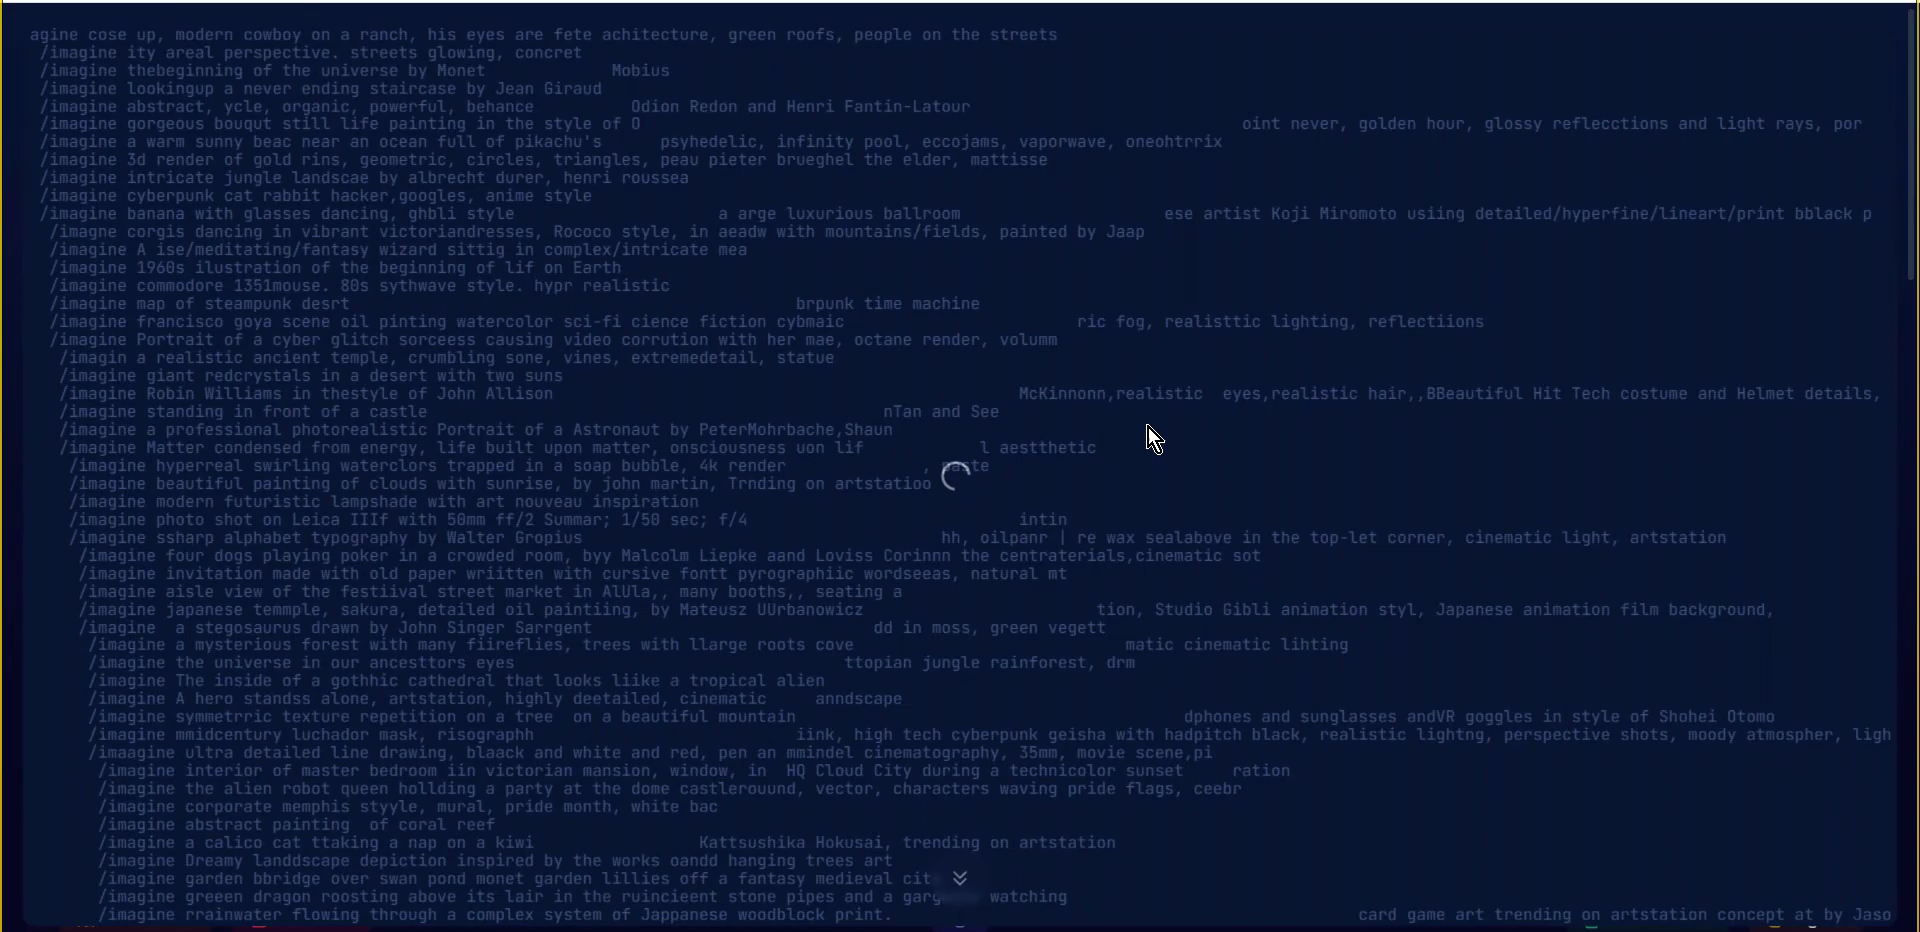 agine cose up, modern cowboy on a ranch, his eyes are fete achitecture, green roofs, people on the streets
/imagine ity areal perspective. streets glowing, concret
/imagine thebeginning of the universe by Monet Mobius
/imagine lookingup a never ending staircase by Jean Giraud
/imagine abstract, ycle, organic, powerful, behance Odion Redon and Henri Fantin-Latour
/imagine gorgeous bouqut still life painting in the style of O oint never, golden hour, glossy reflecctions and light rays, por
/imagine a warm sunny beac near an ocean full of pikachu's psyhedelic, infinity pool, eccojams, vaporwave, oneohtrrix
/imagine 3d render of gold rins, geometric, circles, triangles, peau pieter brueghel the elder, mattisse
/imagine intricate jungle landscae by albrecht durer, henri roussea
/imagine cyberpunk cat rabbit hacker,googles, anime style
/imagine banana with glasses dancing, ghbli style a arge luxurious ballroom ese artist Koji Miromoto usiing detailed/hyperfine/lineart/print bblack p
/imagne corgis dancing in vibrant victoriandresses, Rococo style, in aeadw with mountains/fields, painted by Jaap
/imagine A ise/meditating/fantasy wizard sittig in complex/intricate mea
/imagine 1960s ilustration of the beginning of lif on Earth
/imagine commodore 1351mouse. 80s sythwave style. hypr realistic
/imagine map of steampunk desrt brpunk time machine
/imagine francisco goya scene oil pinting watercolor sci-fi cience fiction cybmaic ric fog, realisttic lighting, reflectiions
/imagine Portrait of a cyber glitch sorceess causing video corrution with her mae, octane render, volumm
/imagin a realistic ancient temple, crumbling sone, vines, extremedetail, statue
/imagine giant redcrystals in a desert with two suns
/imagine Robin Williams in thestyle of John Allison McKinnonn,realistic eyes,realistic hair,,BBeautiful Hit Tech costume and Helmet details,
/imagine standing in front of a castle nTan and See
/imagine a professional photorealistic Portrait of a Astronaut by PeterMohrbache,Shaun
/imagine Matter condensed from energy, life built upon matter, onsciousness uon lif l aestthetic
/imagine hyperreal swirling waterclors trapped in a soap bubble, 4k render , paste
/imagine beautiful painting of clouds with sunrise, by john martin, Trnding on artstatioo
/imagine modern futuristic lampshade with art nouveau inspiration
/imagine photo shot on Leica IIIf with 50mm ff/2 Summar; 1/50 sec; f/4 intin
/imagine ssharp alphabet typography by Walter Gropius hh, oilpanr | re wax sealabove in the top-let corner, cinematic light, artstation
/imagine four dogs playing poker in a crowded room, byy Malcolm Liepke aand Loviss Corinnn the centraterials,cinematic sot
/imagine invitation made with old paper wriitten with cursive fontt pyrographiic wordseeas, natural mt
/imagine aisle view of the festiival street market in AlUla,, many booths,, seating a
/imagine japanese temmple, sakura, detailed oil paintiing, by Mateusz UUrbanowicz tion, Studio Gibli animation styl, Japanese animation film background,
/imagine a stegosaurus drawn by John Singer Sarrgent dd in moss, green vegett
/imagine a mysterious forest with many fiireflies, trees with llarge roots cove matic cinematic lihting
/imagine the universe in our ancesttors eyes ttopian jungle rainforest, drm
/imagine The inside of a gothhic cathedral that looks liike a tropical alien
/imagine A hero standss alone, artstation, highly deetailed, cinematic anndscape
/imagine symmetrric texture repetition on a tree on a beautiful mountain dphones and sunglasses andVR goggles in style of Shohei Otomo
/imagine mmidcentury luchador mask, risographh iink, high tech cyberpunk geisha with hadpitch black, realistic lightng, perspective shots, moody atmospher, ligh
/imaagine ultra detailed line drawing, blaack and white and red, pen an mmindel cinematography, 35mm, movie scene,pi
/imagine interior of master bedroom iin victorian mansion, window, in HQ Cloud City during a technicolor sunset ration
/imagine the alien robot queen hollding a party at the dome castlerouund, vector, characters waving pride flags, ceebr
/imagine corporate memphis styyle, mural, pride month, white bac
/imagine abstract painting of coral reef
/imagine a calico cat ttaking a nap on a kiwi Kattsushika Hokusai, trending on artstation
/imagine Dreamy landdscape depiction inspired by the works oandd hanging trees art
/imagine garden bbridge over swan pond monet garden lillies off a fantasy medieval cit
/imagine greeen dragon roosting above its lair in the ruincieent stone pipes and a watching
/imagine rrainwater flowing through a complex system of Jappanese woodblock print. card game art trending on artstation concept at by Jaso